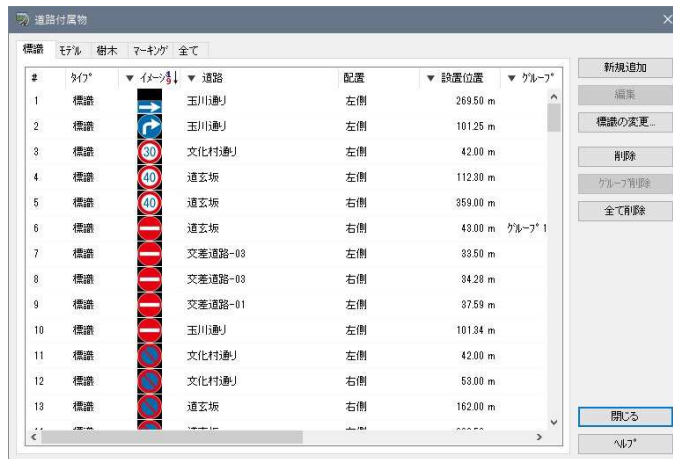 道路付属物
標識 モデル 樹木 マーキング 全て
# タイプ ▼ イメージ ▼ 道路 配置 ▼ 設置位置 ▼ グループ
1 標識 玉川通り 左側 269.50 m
2 標識 玉川通り 左側 101.25 m
3 標識 30 文化村通り 左側 42.00 m
4 標識 40 道玄坂 左側 112.30 m
5 標識 40 道玄坂 右側 359.00 m
6 標識 道玄坂 右側 43.00 m グループ1
7 標識 交差道路-03 左側 33.50 m
8 標識 交差道路-03 右側 34.28 m
9 標識 交差道路-01 右側 37.59 m
10 標識 玉川通り 左側 101.34 m
11 標識 文化村通り 左側 42.00 m
12 標識 文化村通り 右側 53.00 m
13 標識 道玄坂 右側 162.00 m
新規追加
編集
標識の変更...
削除
グループ削除
全て削除
閉じる
ヘルプ